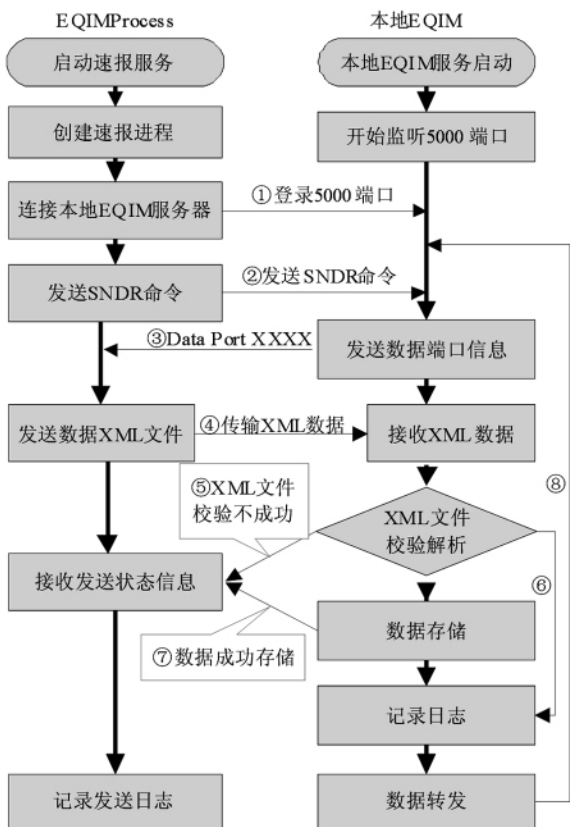 EQIMProcess
本地EQIM
启动速报服务
本地EQIM服务启动
创建速报进程
开始监听5000 端口
连接本地EQIM服务器
①登录5000 端口
发送SNDR命令
②发送 SNDR命令
③Data Port XXXX
发送数据端口信息
发送数据XML文件
④传输XML数据
接收XML 数据
⑤XML文件
校验不成功
XML文件
校验解析
⑧
⑥
接收发送状态信息
数据存储
⑦数据成功存储
记录日志
记录发送日志
数据转发